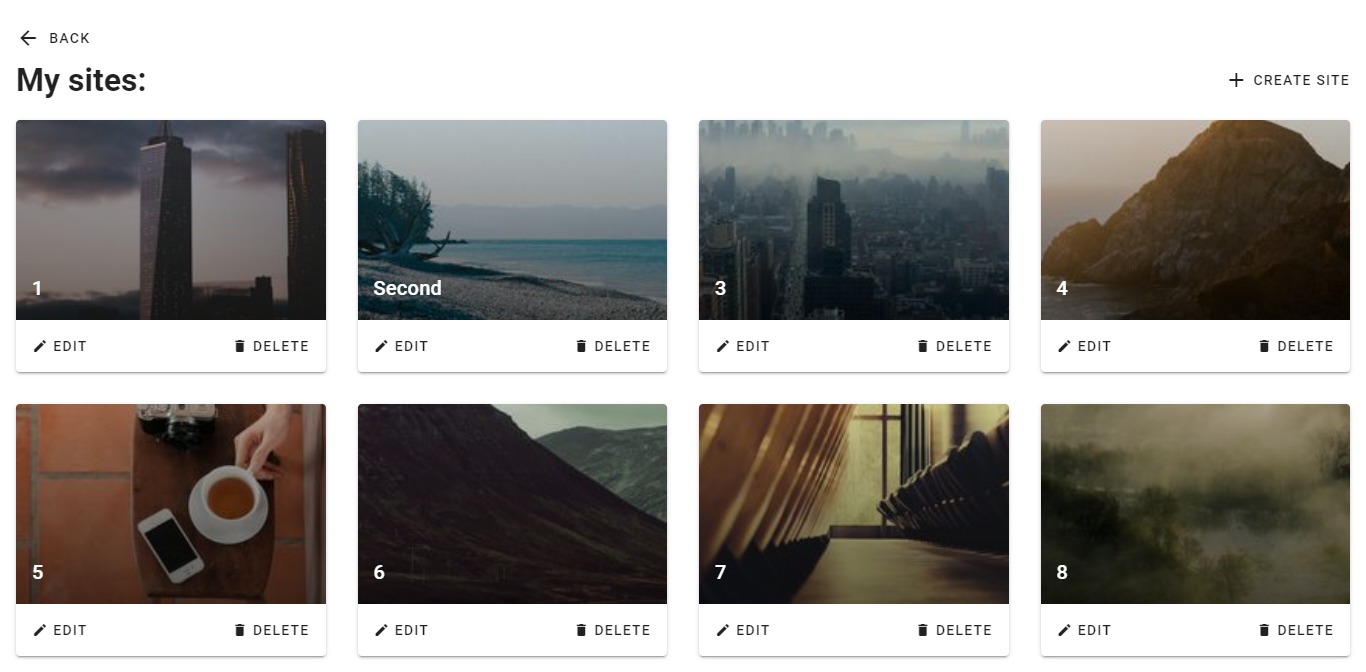 BACK
My sites:
CREATE SITE
1
Second
3
4
EDIT
DELETE
EDIT
DELETE
EDIT
DELETE
EDIT
DELETE
5
6
7
8
EDIT
DELETE
EDIT
DELETE
EDIT
DELETE
EDIT
DELETE